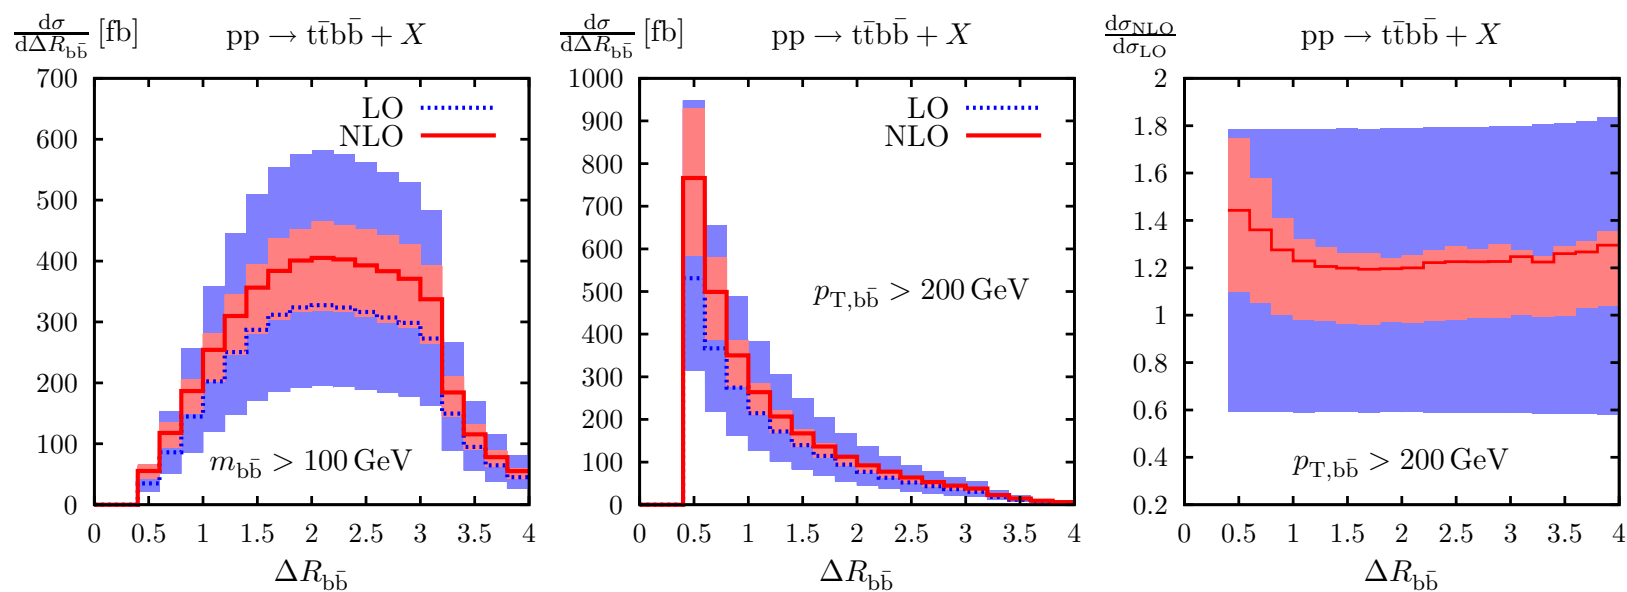 dσ/dΔR_bb̄ [fb] pp → tt̄bb̄ + X
700
600
500
400
300
200
100
0
LO
NLO
m_bb̄ > 100 GeV
0 0.5 1 1.5 2 2.5 3 3.5 4
ΔR_bb̄
dσ/dΔR_bb̄ [fb] pp → tt̄bb̄ + X
1000
900
800
700
600
500
400
300
200
100
0
LO
NLO
p_T,bb̄ > 200 GeV
0 0.5 1 1.5 2 2.5 3 3.5 4
ΔR_bb̄
dσ_NLO/dσ_LO pp → tt̄bb̄ + X
2
1.8
1.6
1.4
1.2
1
0.8
0.6
0.4
0.2
p_T,bb̄ > 200 GeV
0 0.5 1 1.5 2 2.5 3 3.5 4
ΔR_bb̄